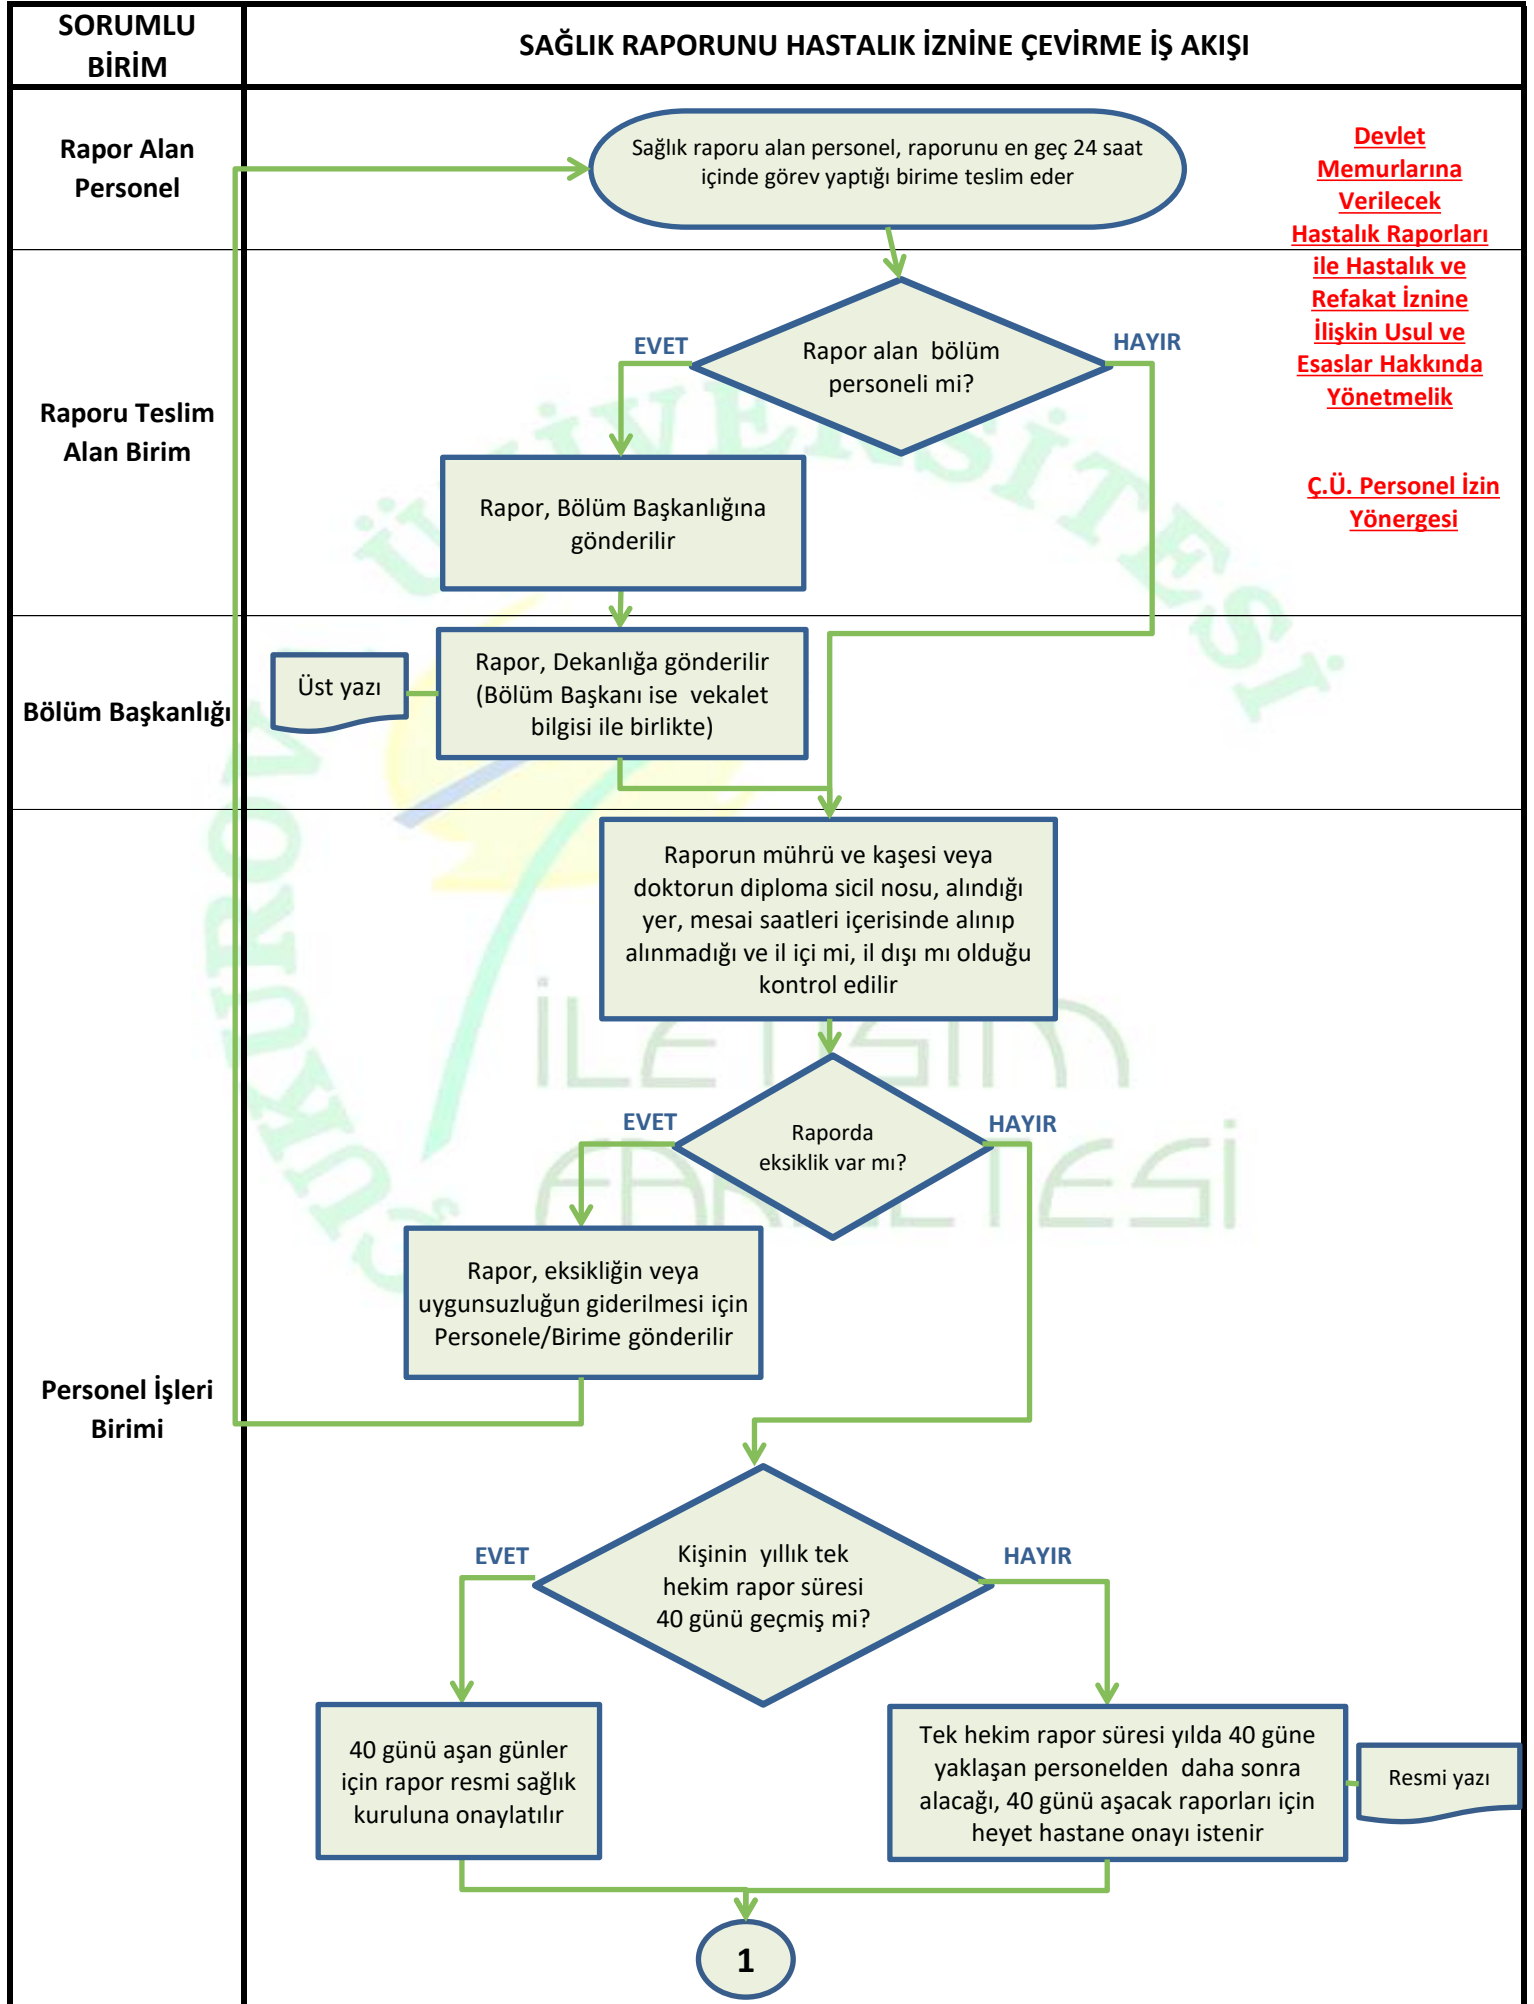 SORUMLU
BİRİM
SAĞLIK RAPORUNU HASTALIK İZNİNE ÇEVİRME İŞ AKIŞI
Rapor Alan
Personel
Sağlık raporu alan personel, raporunu en geç 24 saat
içinde görev yaptığı birime teslim eder
Devlet
Memurlarına
Verilecek
Hastalık Raporları
ile Hastalık ve
Refakat İznine
İlişkin Usul ve
Esaslar Hakkında
Yönetmelik
Ç.Ü. Personel İzin
Yönergesi
Raporu Teslim
Alan Birim
EVET
Rapor alan  bölüm
personeli mi?
HAYIR
Rapor, Bölüm Başkanlığına
gönderilir
Bölüm Başkanlığı
Üst yazı
Rapor, Dekanlığa gönderilir
(Bölüm Başkanı ise  vekalet
bilgisi ile birlikte)
Personel İşleri
Birimi
Raporun mührü ve kaşesi veya
doktorun diploma sicil nosu, alındığı
yer, mesai saatleri içerisinde alınıp
alınmadığı ve il içi mi, il dışı mı olduğu
kontrol edilir
EVET
Raporda
eksiklik var mı?
HAYIR
Rapor, eksikliğin veya
uygunsuzluğun giderilmesi için
Personele/Birime gönderilir
EVET
Kişinin  yıllık tek
hekim rapor süresi
40 günü geçmiş mi?
HAYIR
40 günü aşan günler
için rapor resmi sağlık
kuruluna onaylatılır
Tek hekim rapor süresi yılda 40 güne
yaklaşan personelden  daha sonra
alacağı, 40 günü aşacak raporları için
heyet hastane onayı istenir
Resmi yazı
1
ÇUKUROVA ÜNİVERSİTESİ
İLETİŞİM
FAKÜLTESİ